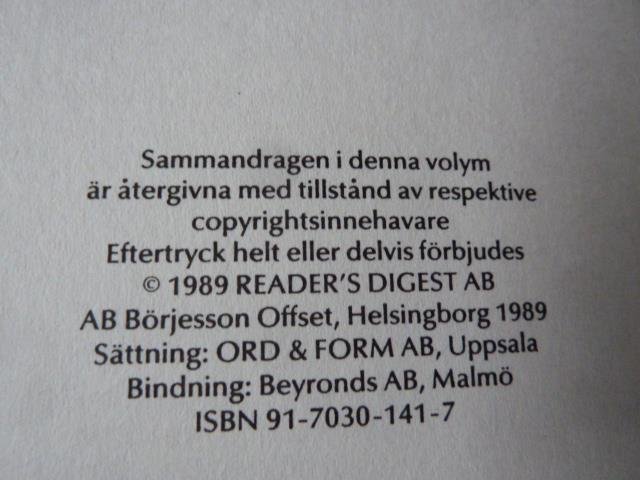 Sammandragen i denna volym
är återgivna med tillstånd av respektive
copyrightsinnehavare
Eftertryck helt eller delvis förbjudes
© 1989 READER'S DIGEST AB
AB Börjesson Offset, Helsingborg 1989
Sättning: ORD & FORM AB, Uppsala
Bindning: Beyronds AB, Malmö
ISBN 91-7030-141-7